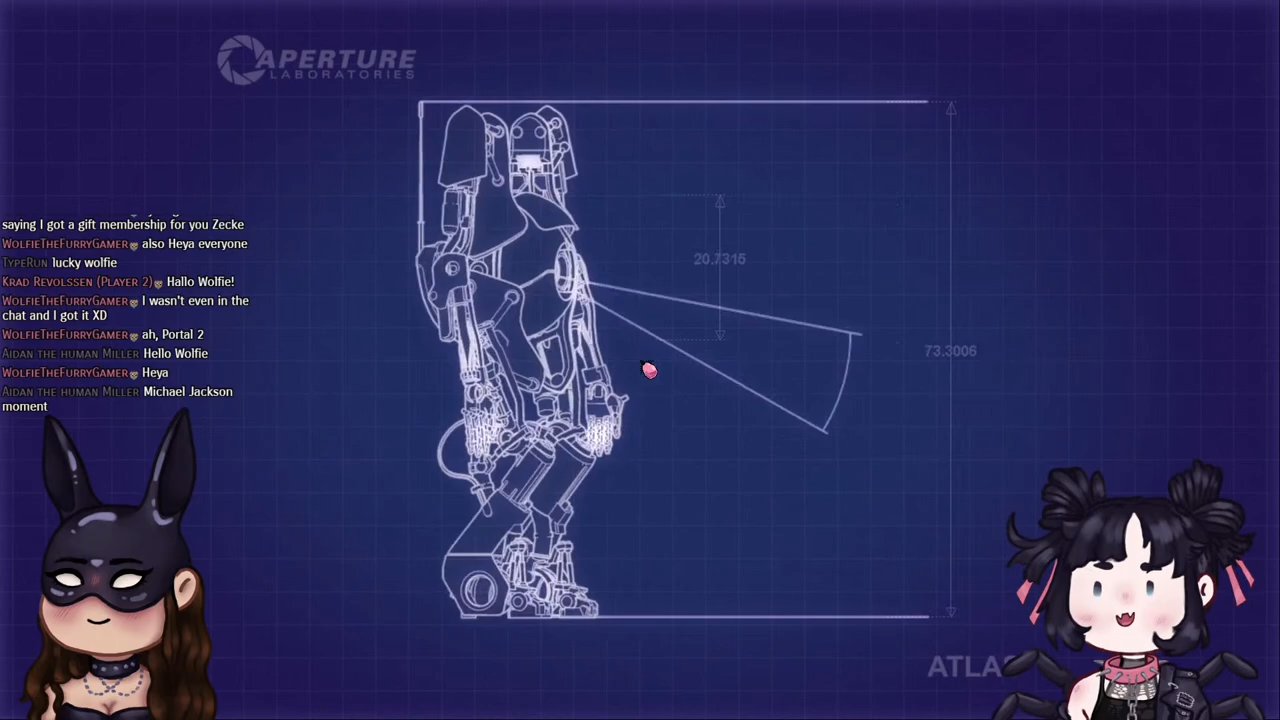 APERTURE
LABORATORIES
saying I got a gift membership for you Zecke
WolfieTheFurryGamer also Heya everyone
TypeRun lucky wolfie
Krad Revolssen (Player 2) Hallo Wolfie!
WolfieTheFurryGamer I wasn't even in the
chat and I got it XD
WolfieTheFurryGamer ah, Portal 2
Aidan the human Miller Hello Wolfie
WolfieTheFurryGamer Heya
Aidan the human Miller Michael Jackson
moment
20.7315
73.3006
ATLAS